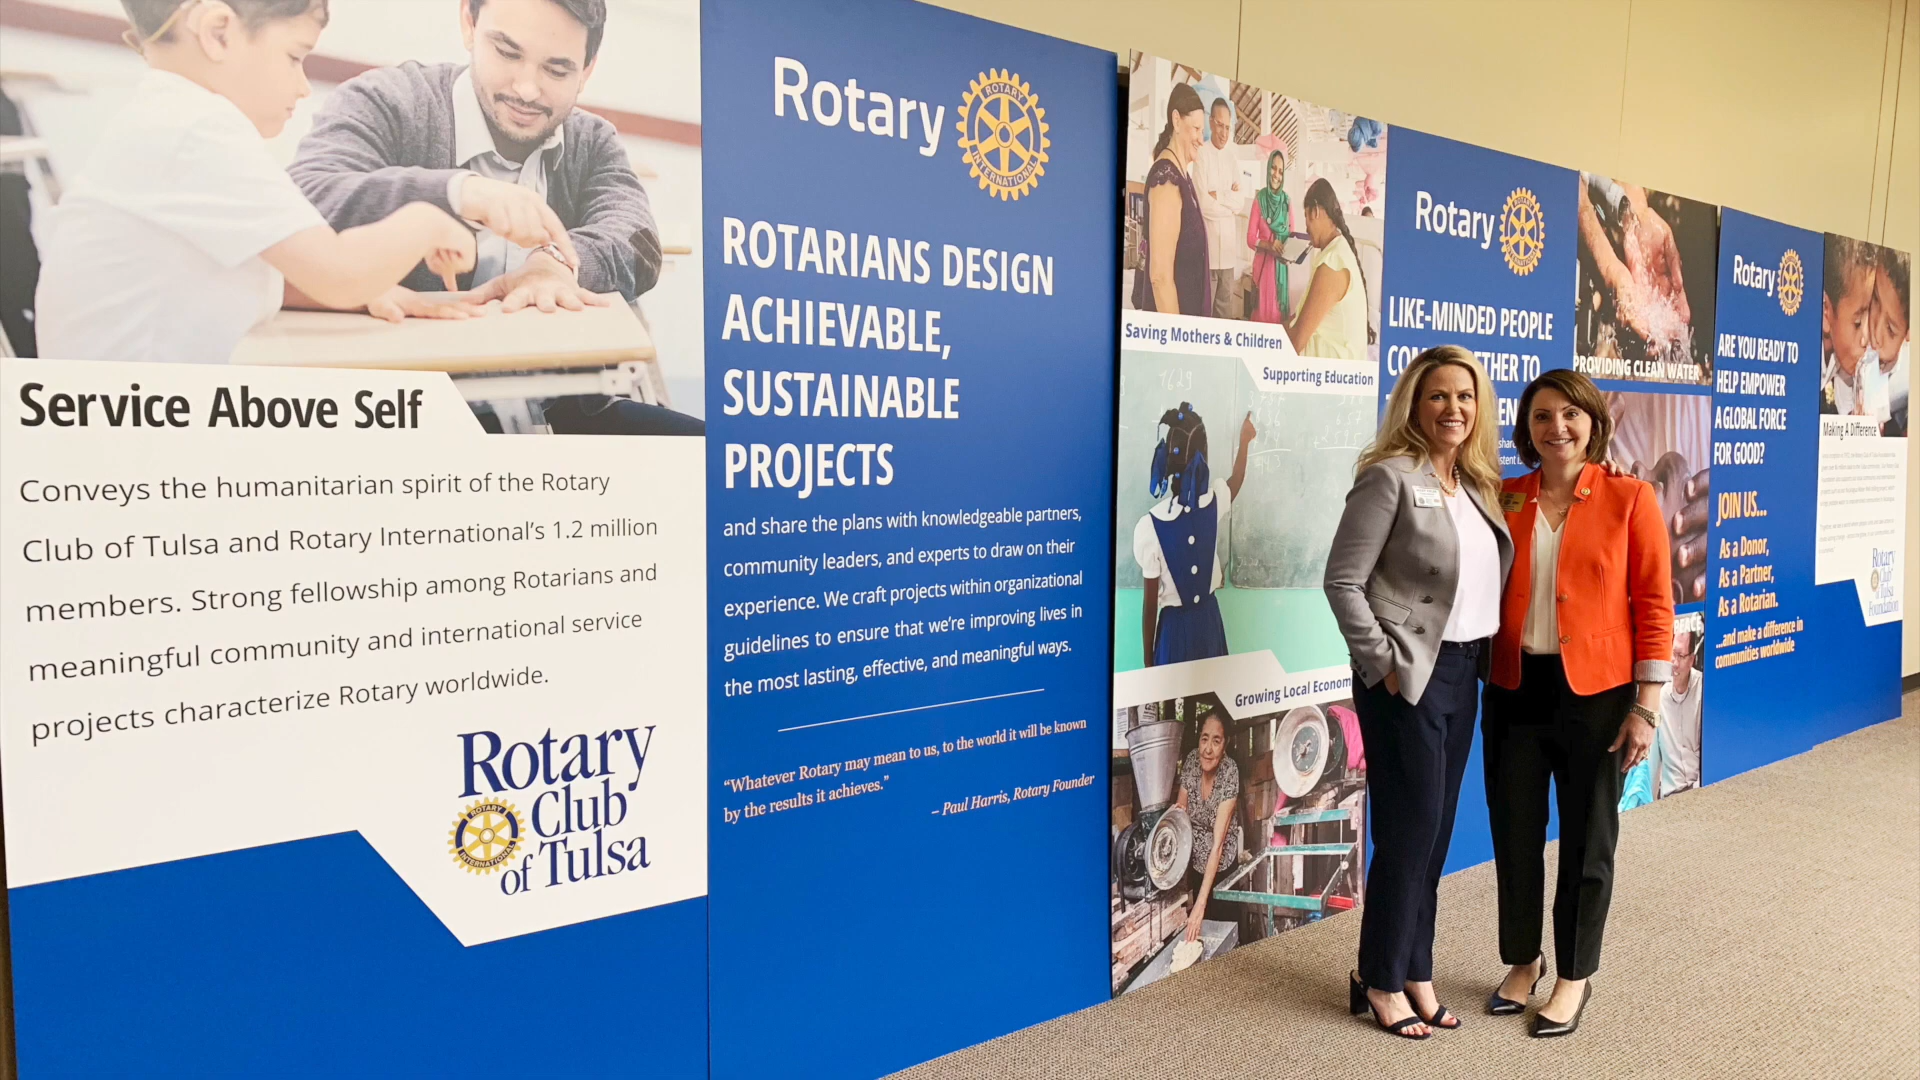 Service Above Self
Conveys the humanitarian spirit of the Rotary
Club of Tulsa and Rotary International's 1.2 million
members. Strong fellowship among Rotarians and
meaningful community and international service
projects characterize Rotary worldwide.
Rotary
Club
of Tulsa
ROTARY
INTERNATIONAL
Rotary
ROTARY
INTERNATIONAL
ROTARIANS DESIGN
ACHIEVABLE,
SUSTAINABLE
PROJECTS
and share the plans with knowledgeable partners,
community leaders, and experts to draw on their
experience. We craft projects within organizational
guidelines to ensure that we're improving lives in
the most lasting, effective, and meaningful ways.
“Whatever Rotary may mean to us, to the world it will be known
by the results it achieves.”
– Paul Harris, Rotary Founder
Saving Mothers & Children
Supporting Education
Growing Local Econom
Rotary
LIKE-MINDED PEOPLE
THER TO
PROVIDING CLEAN WATER
Rotary
ARE YOU READY TO
HELP EMPOWER
A GLOBAL FORCE
FOR GOOD?
JOIN US...
As a Donor,
As a Partner,
As a Rotarian.
...and make a difference in
communities worldwide
Making A Difference
Rotary
Club
of Tulsa
Foundation